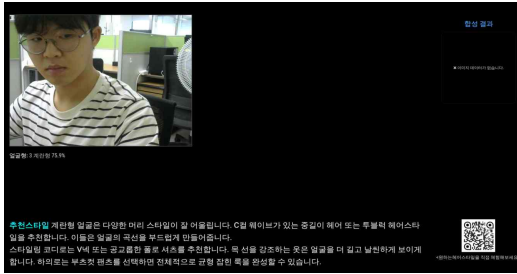 합성 결과
얼굴형: 3 계란형 75.9%
추천스타일 계란형 얼굴은 다양한 머리 스타일이 잘 어울립니다. C컬 웨이브가 있는 중길이 헤어 또는 투블럭 헤어스타
일을 추천합니다. 이들은 얼굴의 곡선을 부드럽게 만들어줍니다.
스타일링 코디로는 V넥 또는 공교롭한 폴로 셔츠를 추천합니다. 목 선을 강조하는 옷은 얼굴을 더 길고 날씬하게 보이게
합니다. 하의로는 부츠컷 팬츠를 선택하면 전체적으로 균형 잡힌 룩을 완성할 수 있습니다.